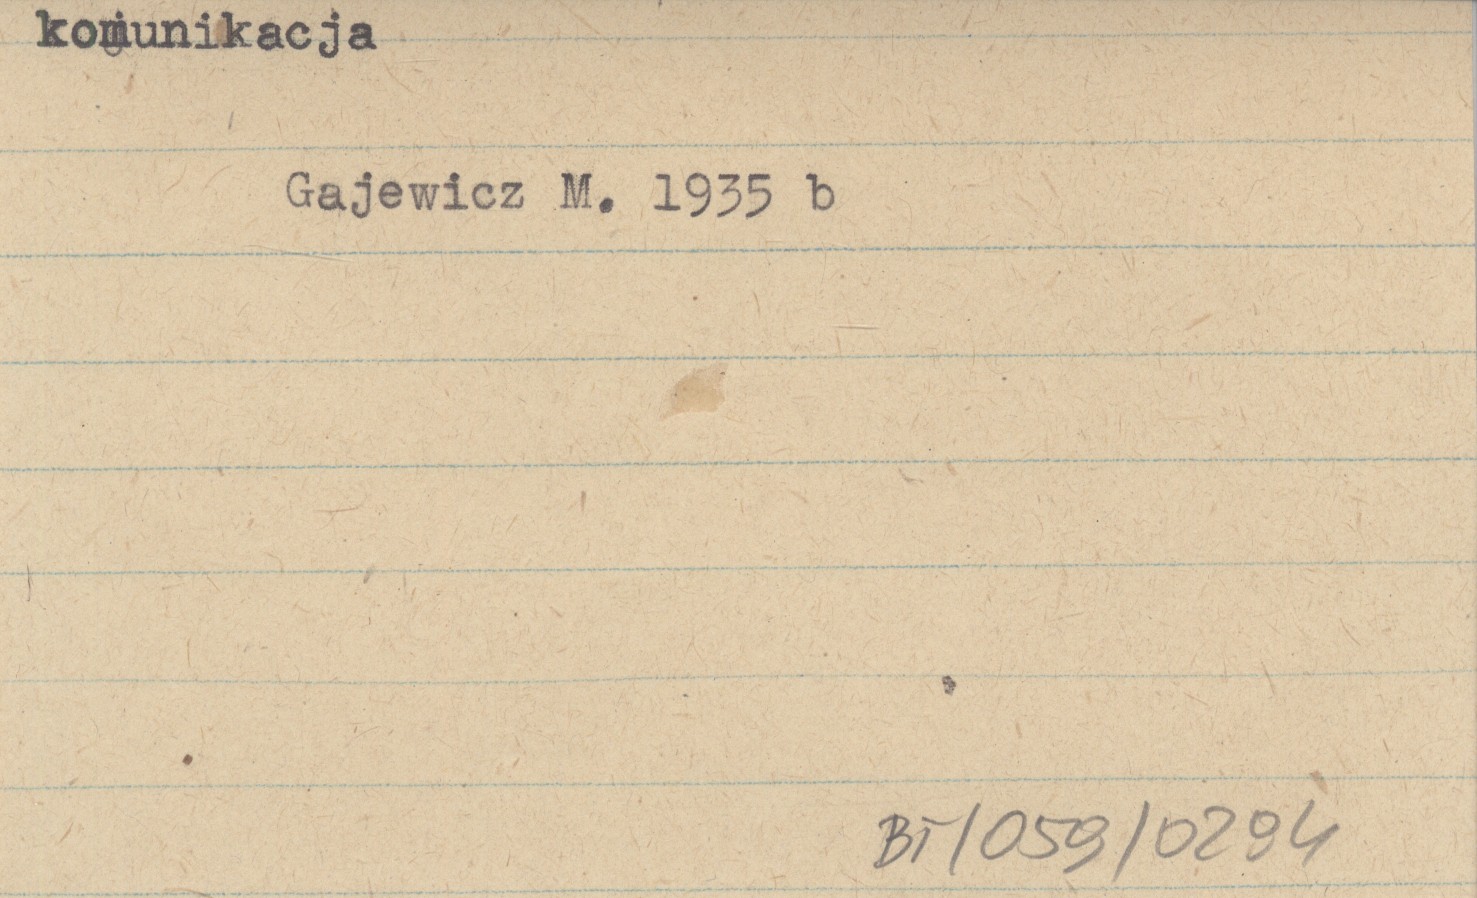 komunikacja
Gajewicz M. 1935 b
BT/059/0294